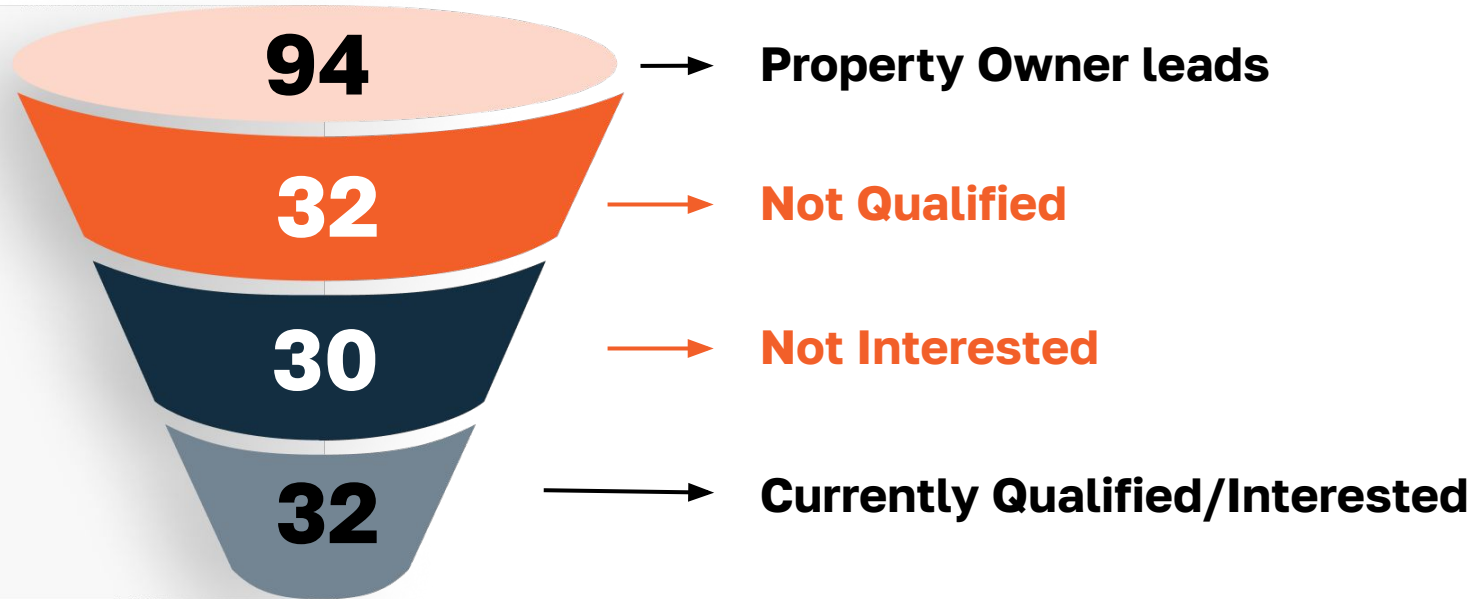 94
Property Owner leads
32
Not Qualified
30
Not Interested
32
Currently Qualified/Interested